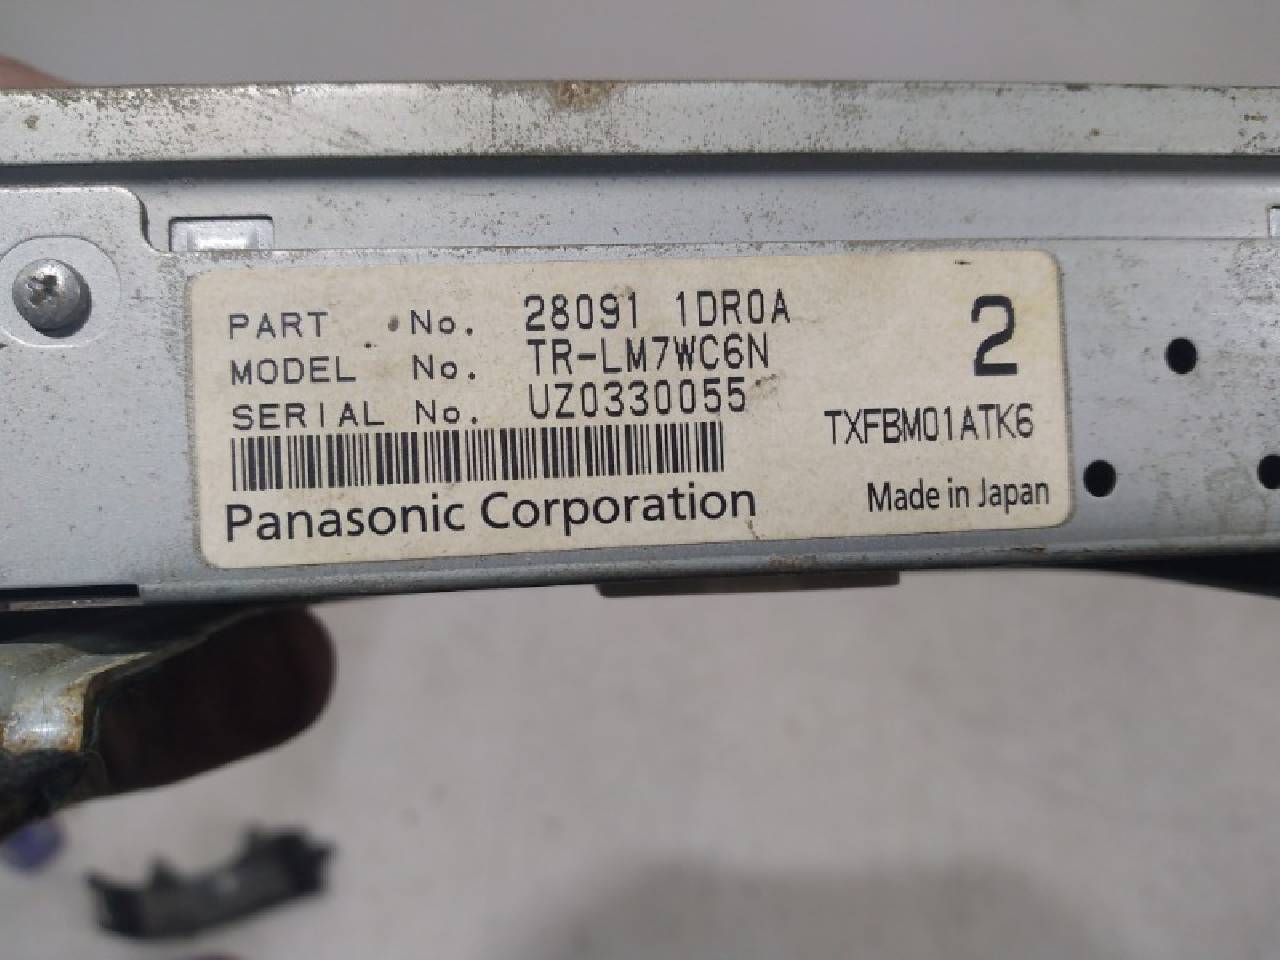 PART No. 28091 1DR0A
MODEL No. TR-LM7WC6N
SERIAL No. UZ0330055
2
TXFBM01ATK6
Panasonic Corporation
Made in Japan